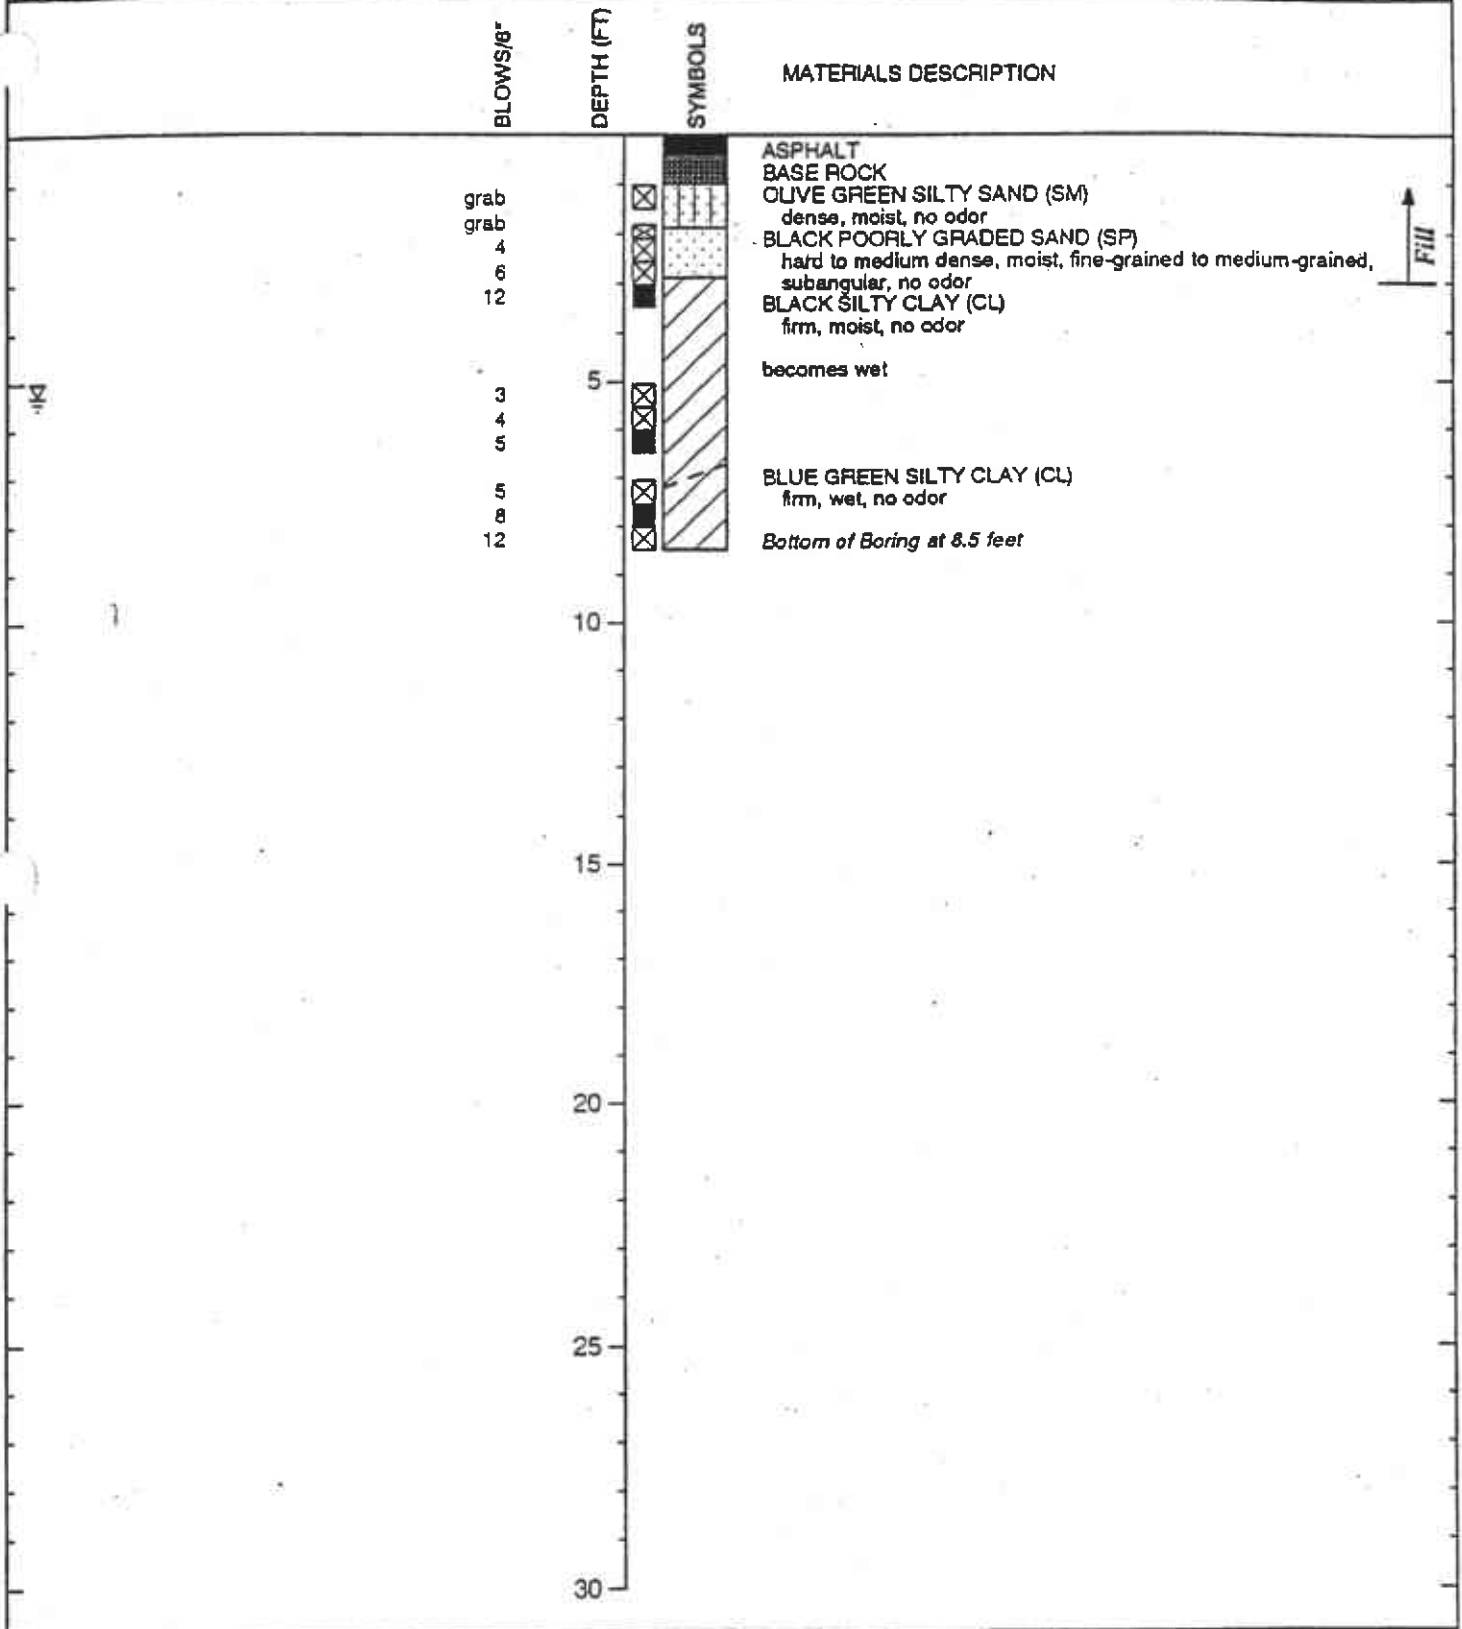 BLOWS/6"
DEPTH (FT)
SYMBOLS
MATERIALS DESCRIPTION
ASPHALT
BASE ROCK
grab
OLIVE GREEN SILTY SAND (SM)
dense, moist, no odor
grab
BLACK POORLY GRADED SAND (SP)
4
hard to medium dense, moist, fine-grained to medium-grained,
6
subangular, no odor
Fill
12
BLACK SILTY CLAY (CL)
firm, moist, no odor
becomes wet
5
3
4
5
BLUE GREEN SILTY CLAY (CL)
5
firm, wet, no odor
8
12
Bottom of Boring at 8.5 feet
10
15
20
25
30